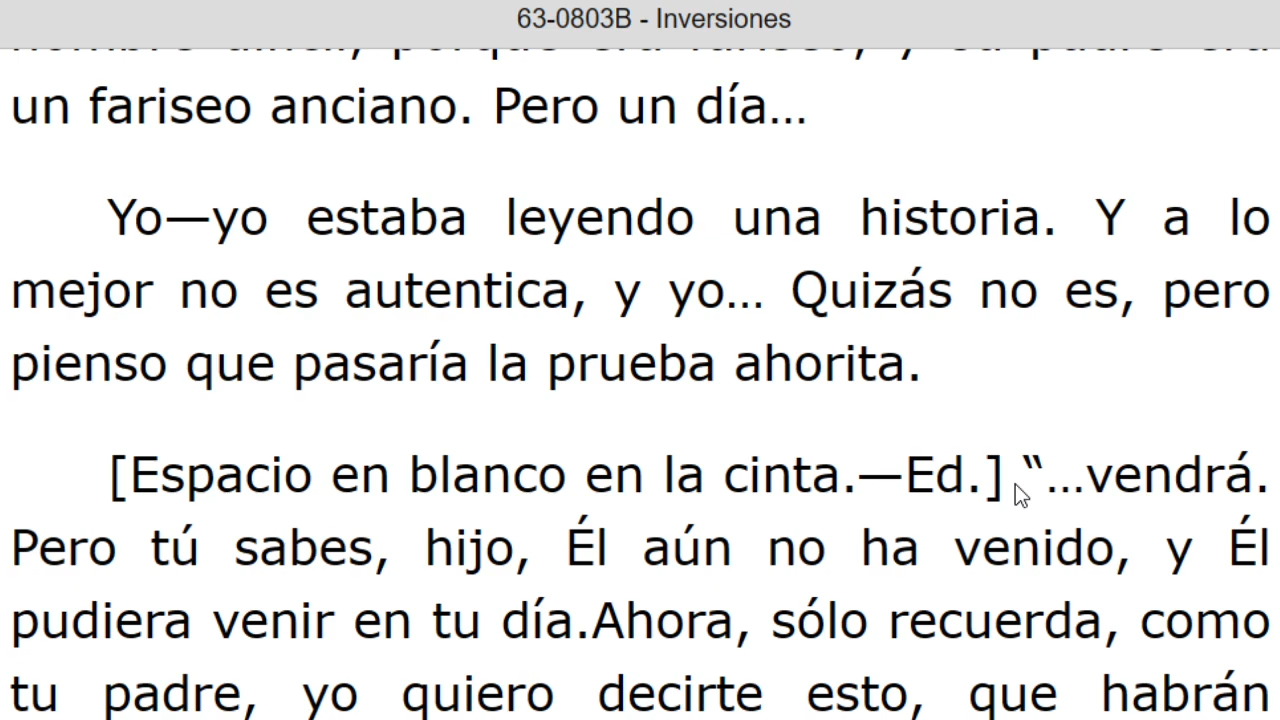 63-0803B - Inversiones
un fariseo anciano. Pero un día…
Yo—yo estaba leyendo una historia. Y a lo
mejor no es autentica, y yo… Quizás no es, pero
pienso que pasaría la prueba ahorita.
[Espacio en blanco en la cinta.—Ed.] “…vendrá.
Pero tú sabes, hijo, Él aún no ha venido, y Él
pudiera venir en tu día.Ahora, sólo recuerda, como
tu padre, yo quiero decirte esto, que habrán